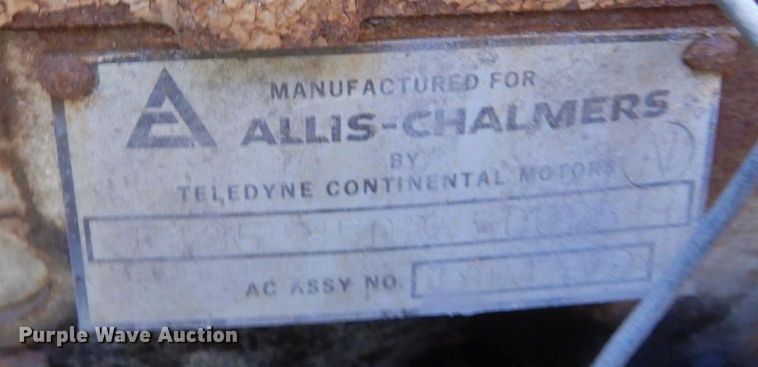 MANUFACTURED FOR
ALLIS-CHALMERS
BY
TELEDYNE CONTINENTAL MOTORS
V
AC ASSY NO.
Purple Wave Auction